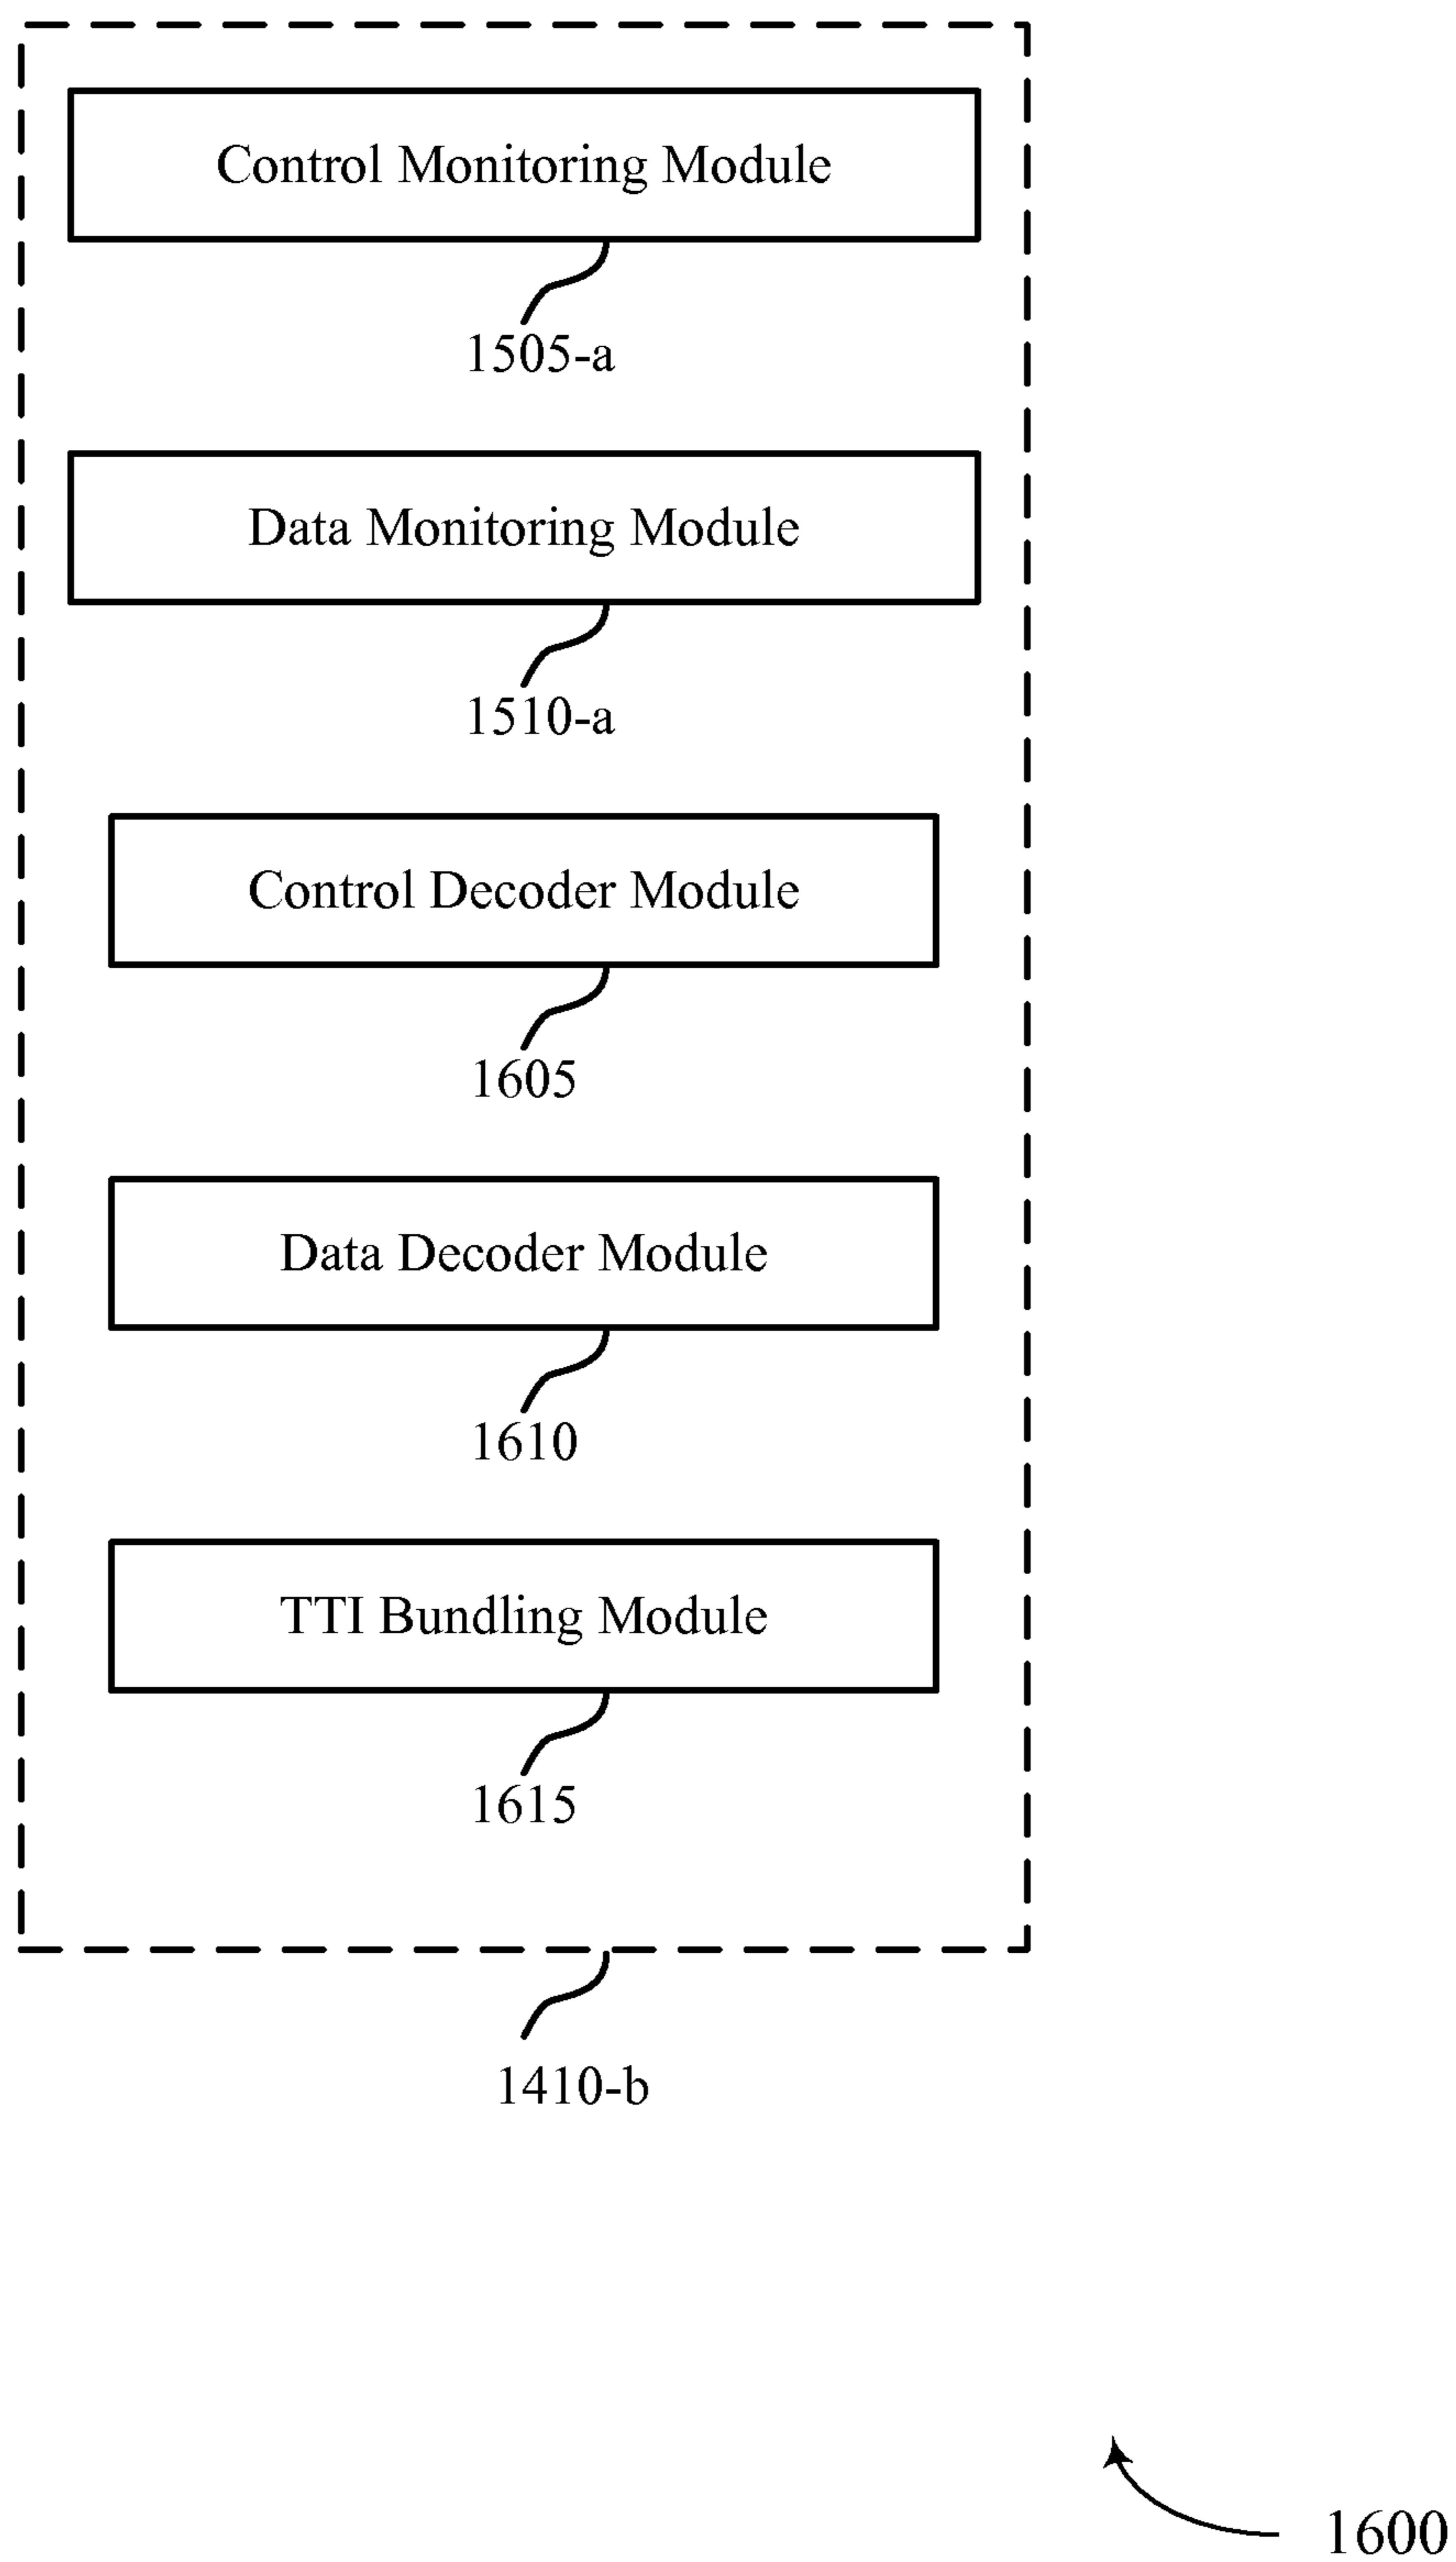 Control Monitoring Module
1505-a
Data Monitoring Module
1510-a
Control Decoder Module
1605
Data Decoder Module
1610
TTI Bundling Module
1615
1410-b
1600